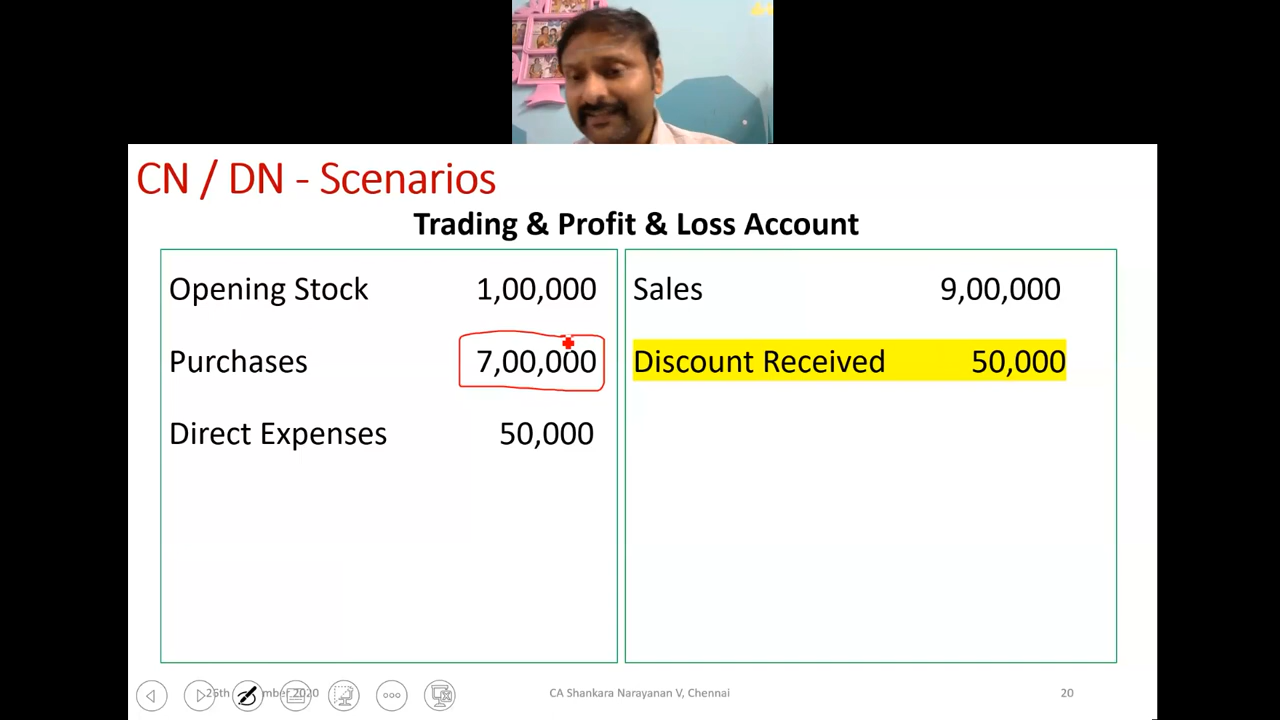 CN / DN - Scenarios
Trading & Profit & Loss Account
Opening Stock 1,00,000
Purchases 7,00,000
Direct Expenses 50,000
Sales 9,00,000
Discount Received 50,000
2020
CA Shankara Narayanan V, Chennai
20